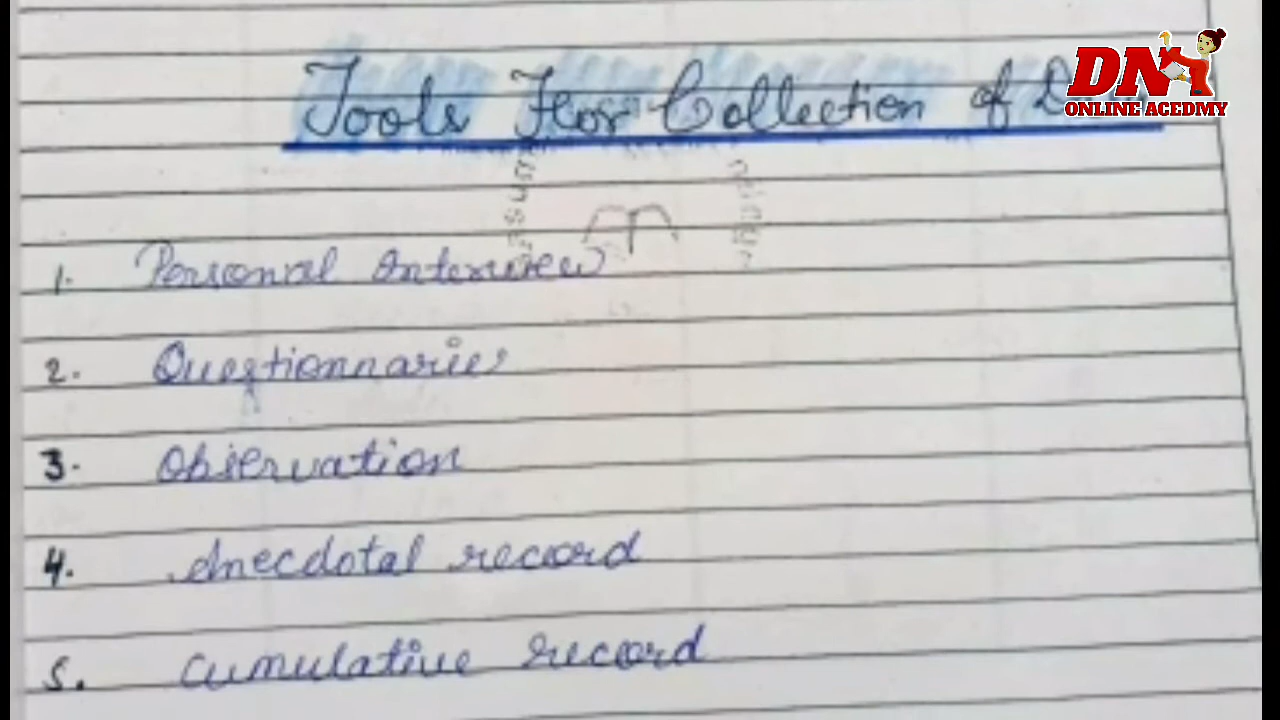 DN
ONLINE ACEDMY
Tools For Collection of
1. Personal Interview
2. Questionnaries
3. Observation
4. Anecdotal record
5. Cumulative record